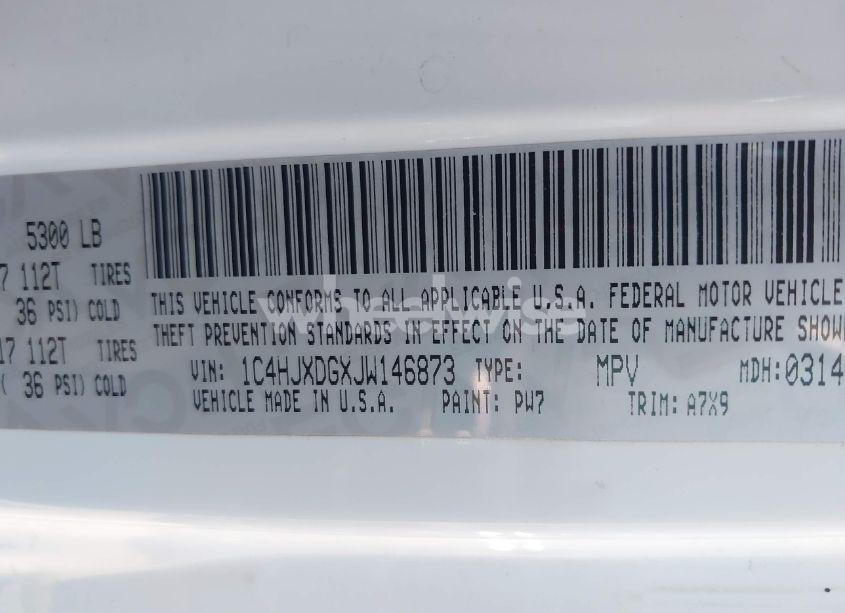 5300 LB
7 112T TIRES
36 PSI) COLD
17 112T TIRES
( 36 PSI) COLD
THIS VEHICLE CONFORMS TO ALL APPLICABLE U.S.A. FEDERAL MOTOR VEHICLE
THEFT PREVENTION STANDARDS IN EFFECT ON THE DATE OF MANUFACTURE SHOW
VIN: 1C4HJXDGXJW146873 TYPE: MPV MDH:0314
VEHICLE MADE IN U.S.A. PAINT: PW7 TRIM: A7X9
wheelwise